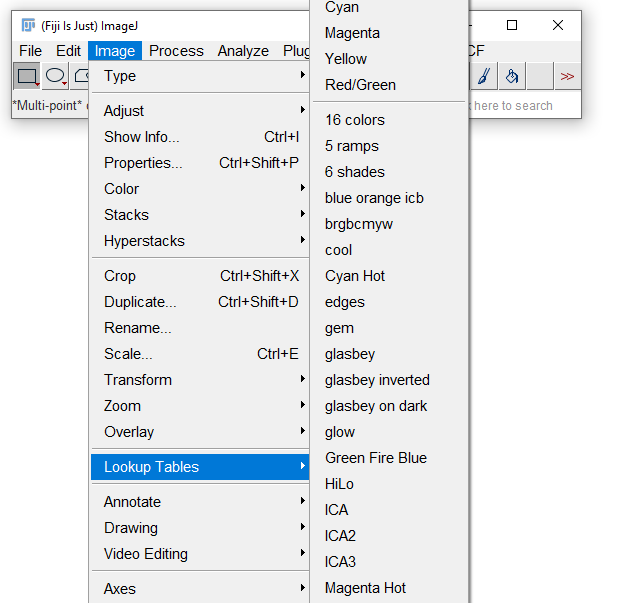 (Fiji Is Just) ImageJ
File Edit Image Process Analyze Plug CF
>>
*Multi-point* here to search
Type
Adjust
Show Info... Ctrl+I
Properties... Ctrl+Shift+P
Color
Stacks
Hyperstacks
Crop Ctrl+Shift+X
Duplicate... Ctrl+Shift+D
Rename...
Scale... Ctrl+E
Transform
Zoom
Overlay
Lookup Tables
Annotate
Drawing
Video Editing
Axes
Cyan
Magenta
Yellow
Red/Green
16 colors
5 ramps
6 shades
blue orange icb
brgbcmyw
cool
Cyan Hot
edges
gem
glasbey
glasbey inverted
glasbey on dark
glow
Green Fire Blue
HiLo
ICA
ICA2
ICA3
Magenta Hot